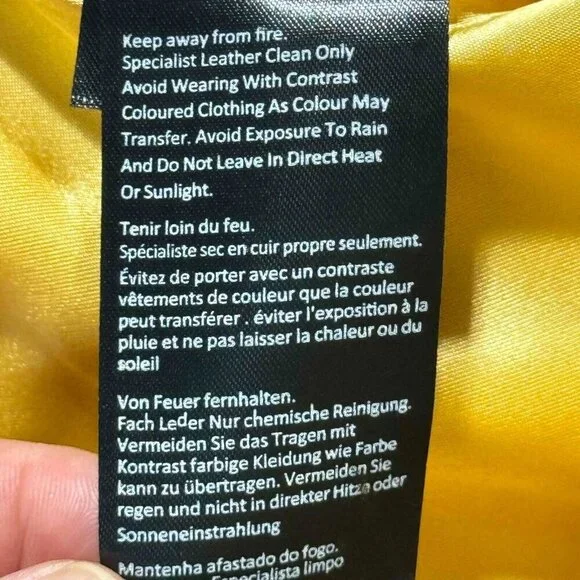 Keep away from fire.
Specialist Leather Clean Only
Avoid Wearing With Contrast
Coloured Clothing As Colour May
Transfer. Avoid Exposure To Rain
And Do Not Leave In Direct Heat
Or Sunlight.
Tenir loin du feu.
Spécialiste sec en cuir propre seulement.
Évitez de porter avec un contraste
vêtements de couleur que la couleur
peut transférer . éviter l'exposition à la
pluie et ne pas laisser la chaleur ou du
soleil
Von Feuer fernhalten.
Fach Leder Nur chemische Reinigung.
Vermeiden Sie das Tragen mit
Kontrast farbige Kleidung wie Farbe
kann zu übertragen. Vermeiden Sie
regen und nicht in direkter Hitze oder
Sonneneinstrahlung
Mantenha afastado do fogo.
Especialista limpo